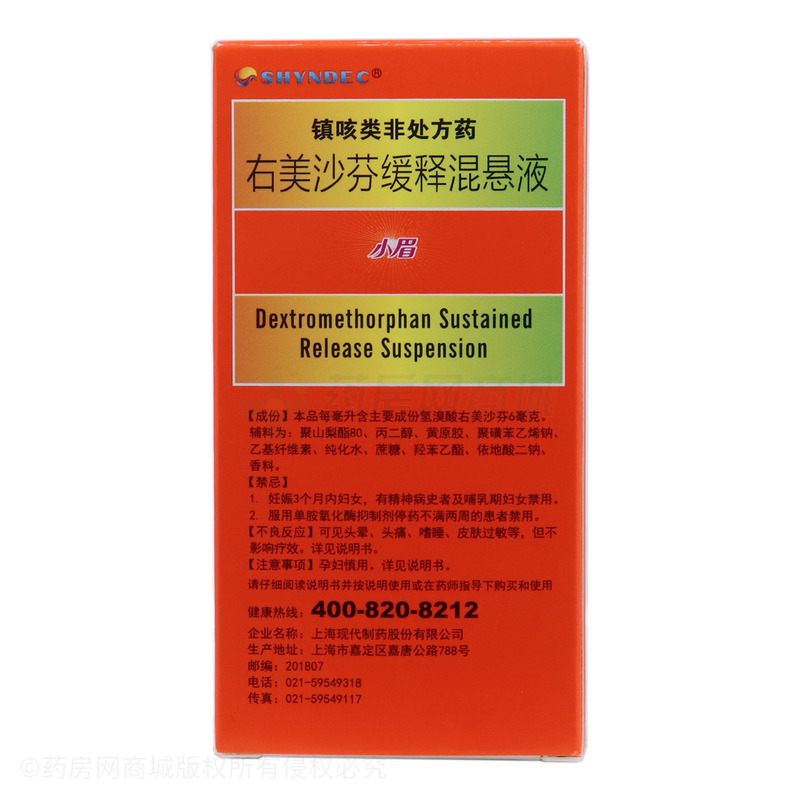 SHYNDEC®
镇咳类非处方药
右美沙芬缓释混悬液
小眉
Dextromethorphan Sustained
Release Suspension
药房网商城
【成份】本品每毫升含主要成份氢溴酸右美沙芬6毫克。
辅料为：聚山梨酯80、丙二醇、黄原胶、聚磺苯乙烯钠、
乙基纤维素、纯化水、蔗糖、羟苯乙酯、依地酸二钠、
香料。
【禁忌】
1. 妊娠3个月内妇女，有精神病史者及哺乳期妇女禁用。
2. 服用单胺氧化酶抑制剂停药不满两周的患者禁用。
【不良反应】可见头晕、头痛、嗜睡、皮肤过敏等，但不
影响疗效。详见说明书。
【注意事项】孕妇慎用。详见说明书。
请仔细阅读说明书并按说明使用或在药师指导下购买和使用
健康热线：400-820-8212
企业名称：上海现代制药股份有限公司
生产地址：上海市嘉定区嘉唐公路788号
邮编：201807
电话：021-59549318
传真：021-59549117
©药房网商城版权所有侵权必究